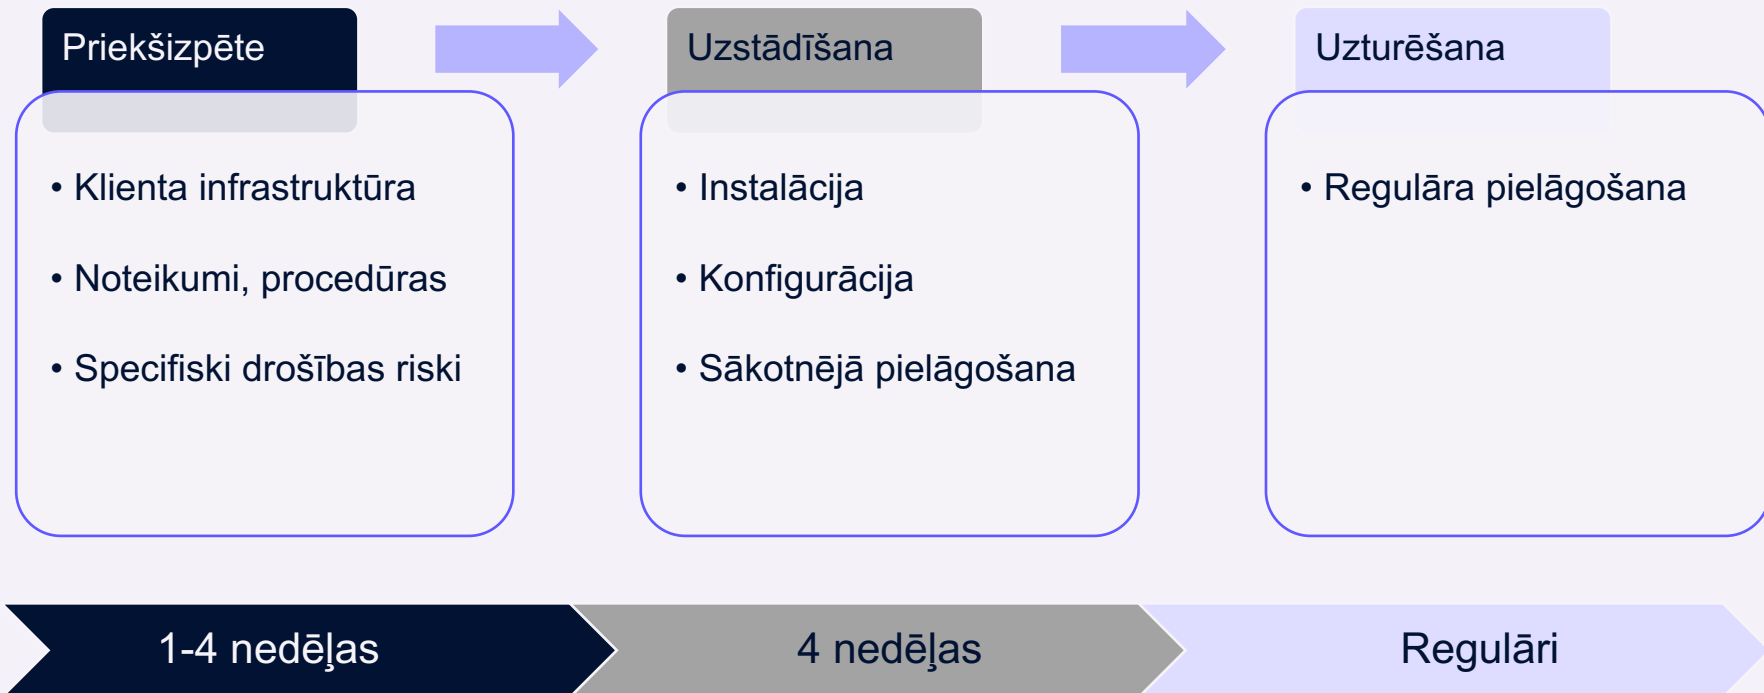 Priekšizpēte
• Klienta infrastruktūra
• Noteikumi, procedūras
• Specifiski drošības riski
Uzstādīšana
• Instalācija
• Konfigurācija
• Sākotnējā pielāgošana
Uzturēšana
• Regulāra pielāgošana
1-4 nedēļas
4 nedēļas
Regulāri